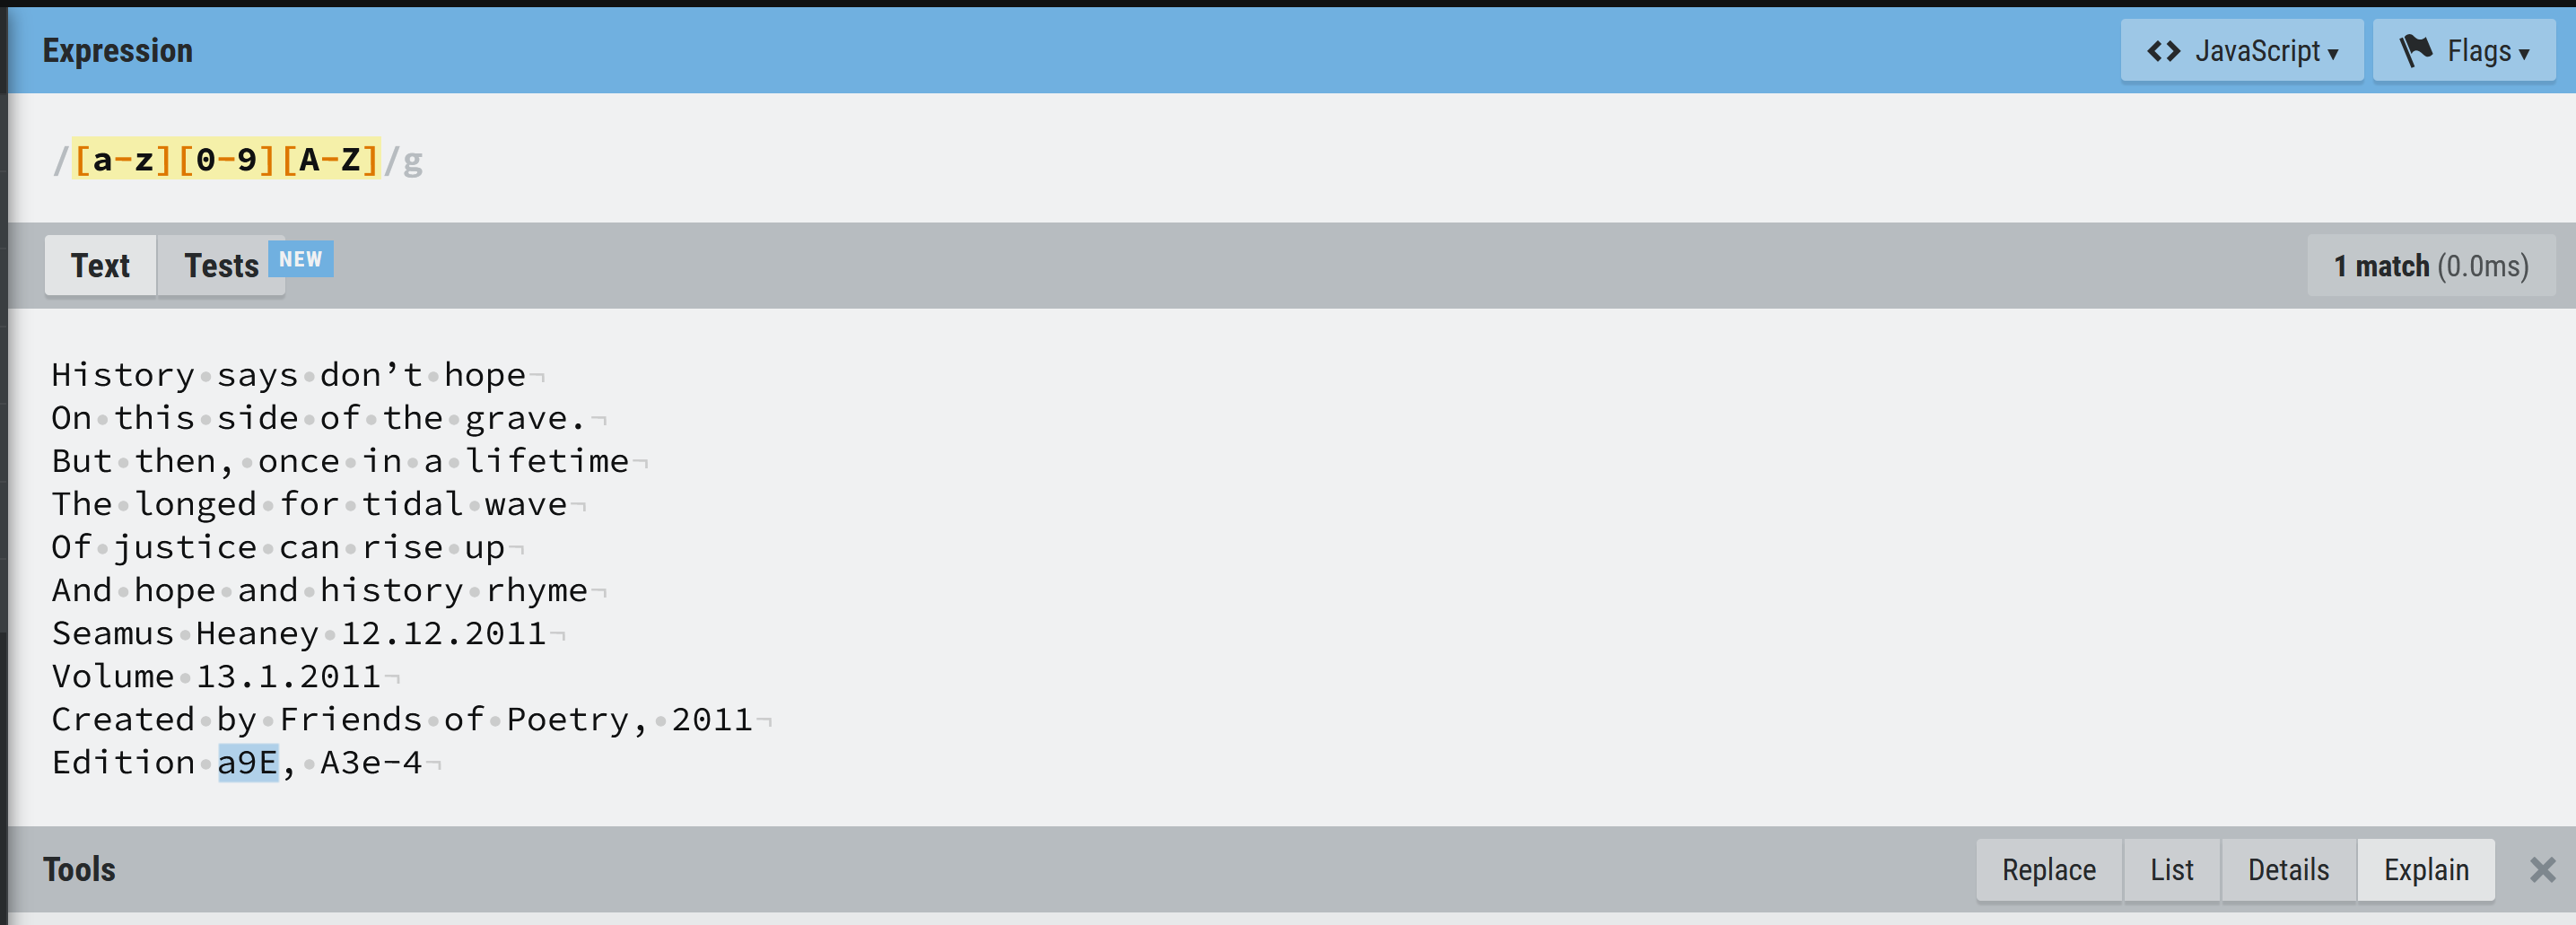 Expression
<> JavaScript ▾ Flags ▾
/[a-z][0-9][A-Z]/g
Text Tests NEW
1 match (0.0ms)
History•says•don’t•hope¬
On•this•side•of•the•grave.¬
But•then,•once•in•a•lifetime¬
The•longed•for•tidal•wave¬
Of•justice•can•rise•up¬
And•hope•and•history•rhyme¬
Seamus•Heaney•12.12.2011¬
Volume•13.1.2011¬
Created•by•Friends•of•Poetry,•2011¬
Edition•a9E,•A3e-4¬
Tools
Replace List Details Explain ×